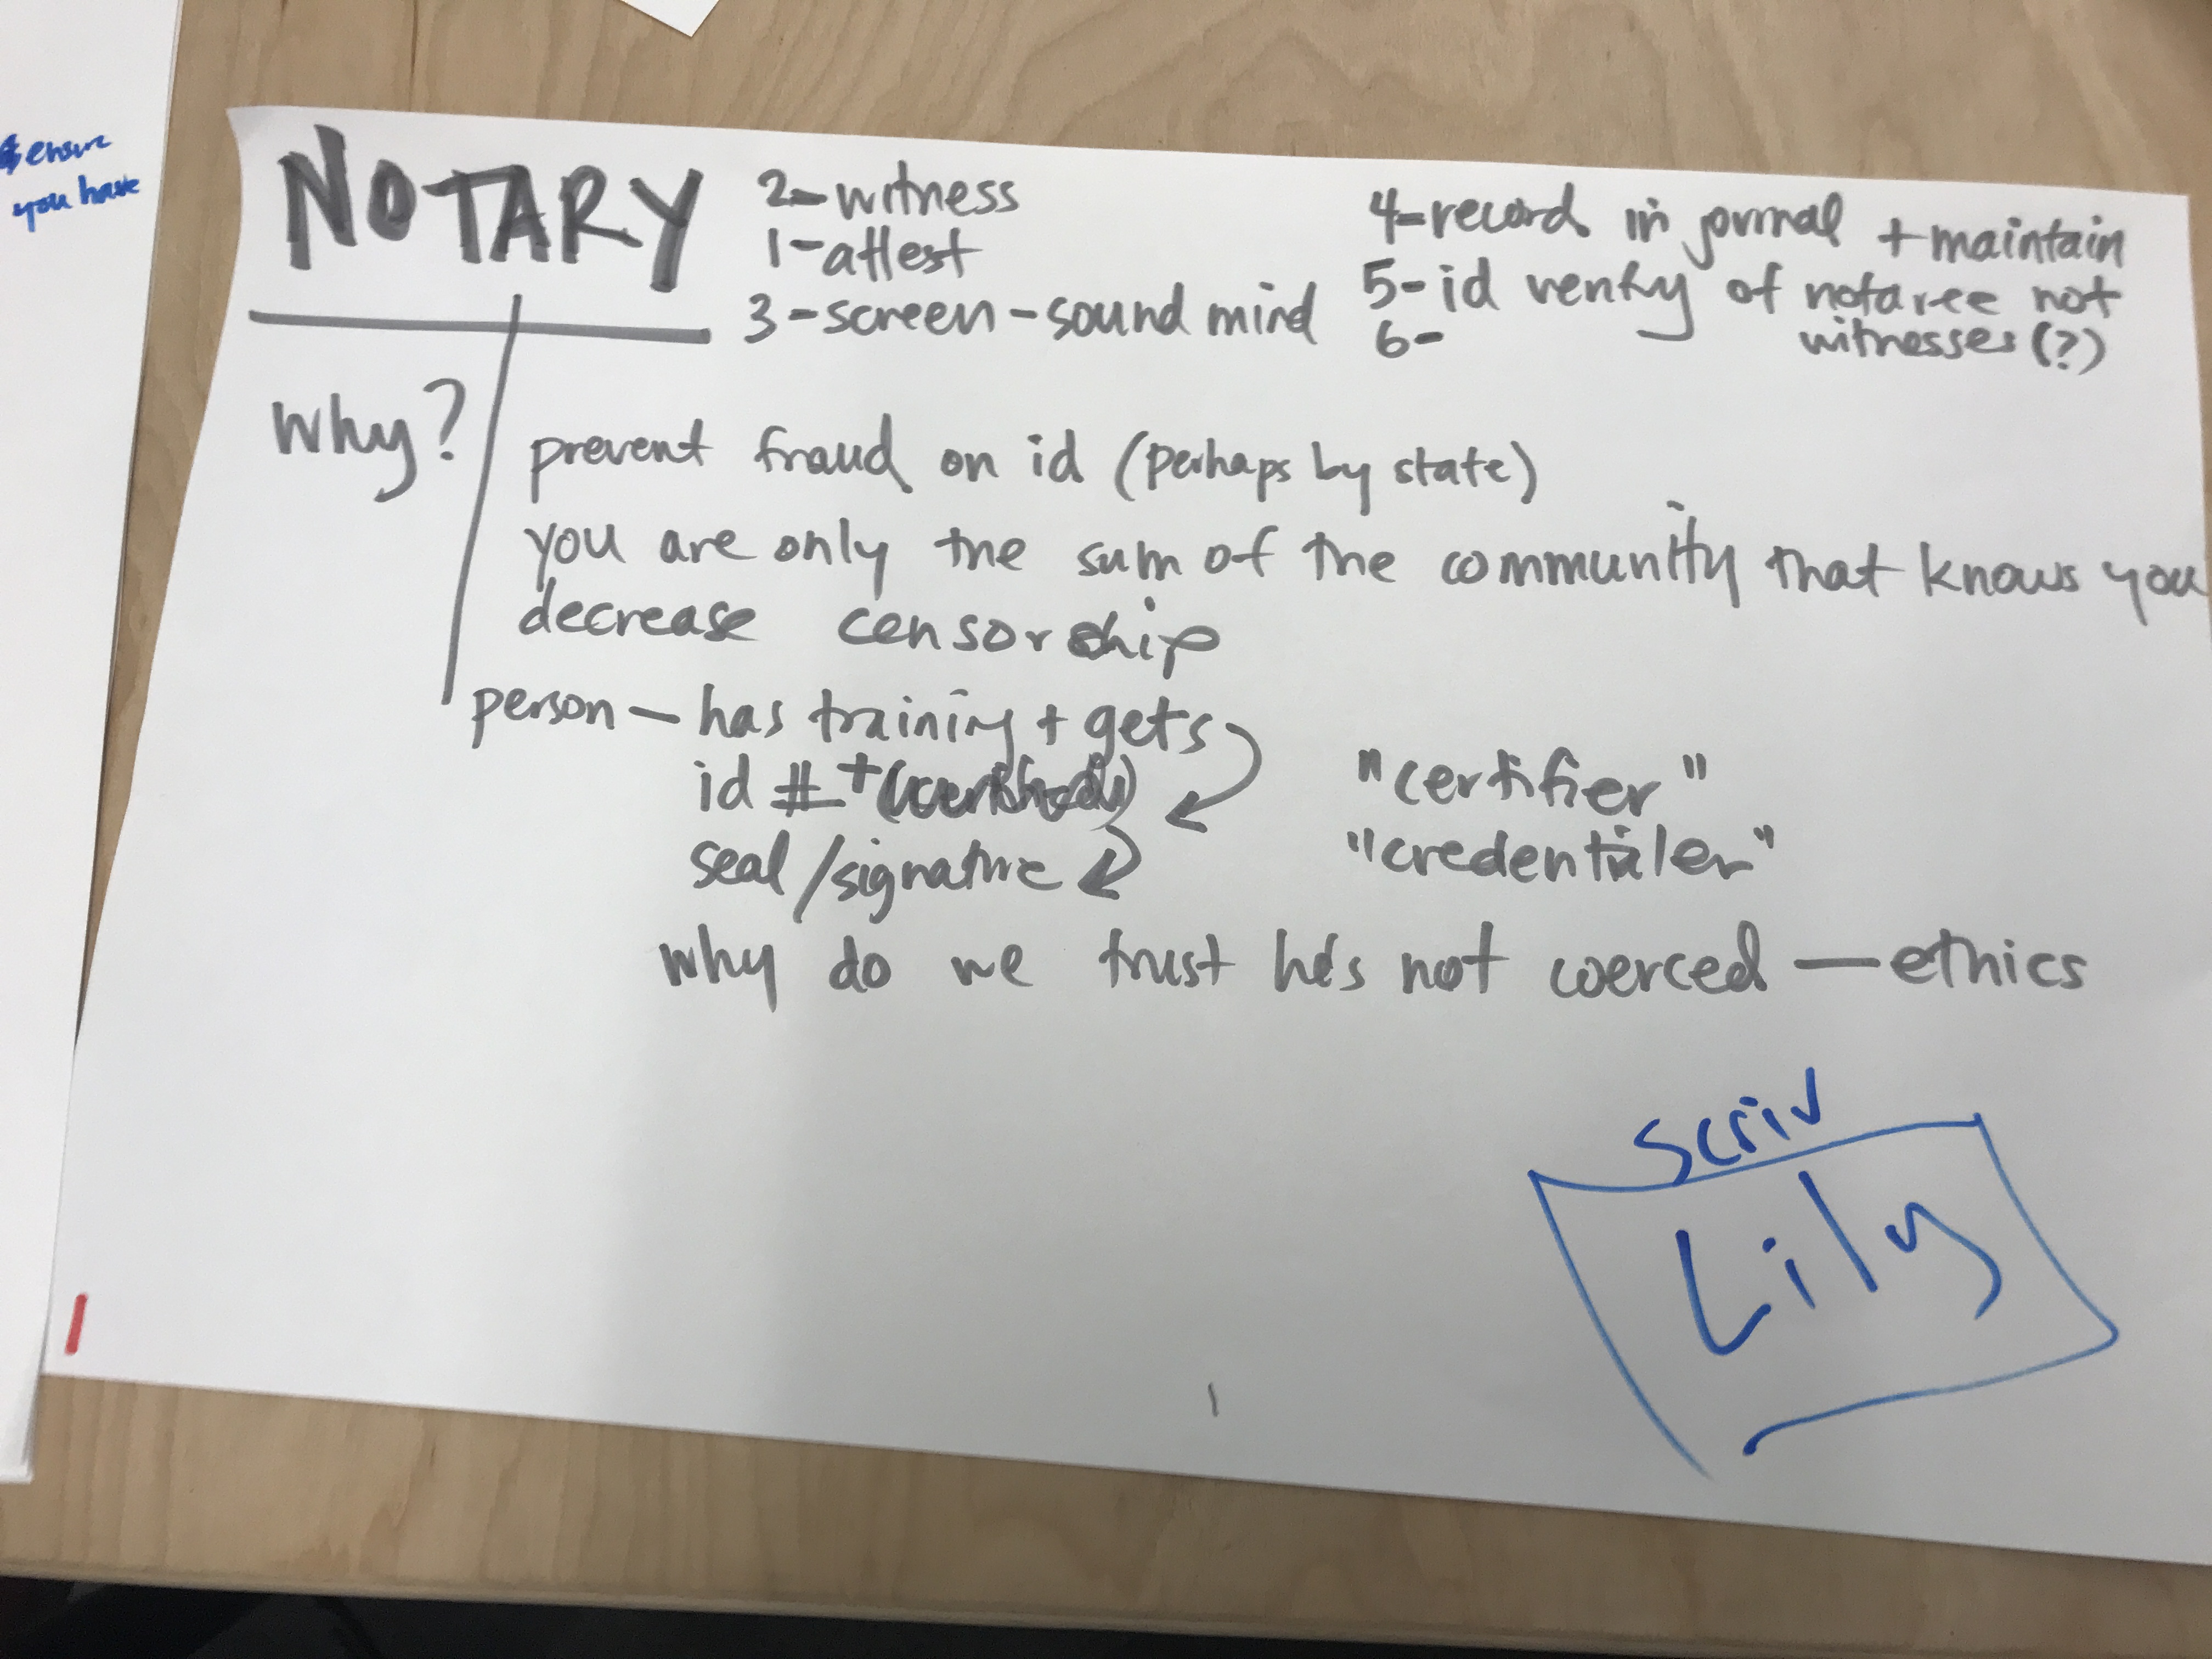 & ensure
you have
NOTARY
2-witness
1-attest
3-screen-sound mind
4-record in jornal + maintain
5-id verify of notaree not
witnesses (?)
6-
Why?
prevent fraud on id (perhaps by state)
you are only the sum of the community that knows you
decrease censorship
person - has training + gets
id # +
seal/signature
"certifier"
"credentialer"
why do we trust he's not coerced - ethics
Scriv
Lily
1
1